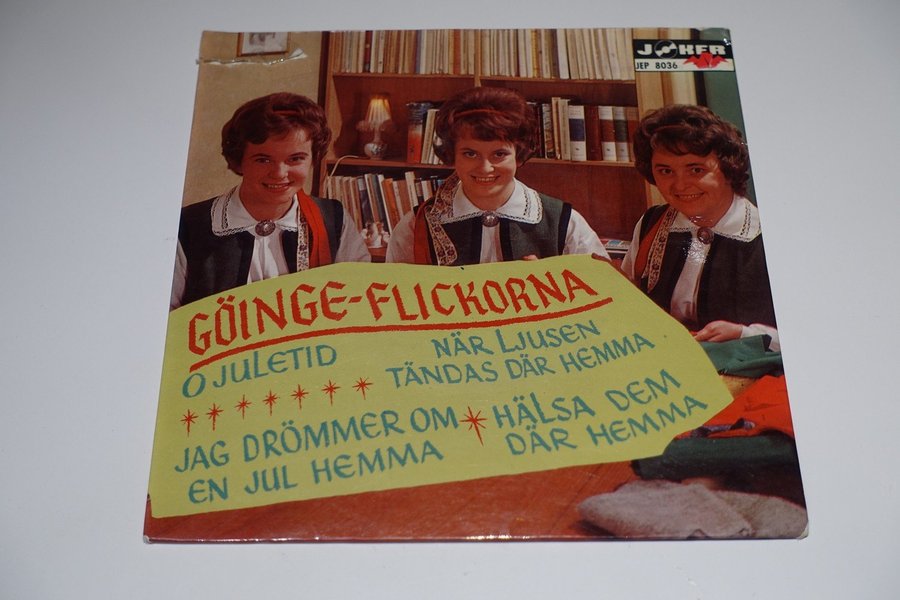 JOKER
JEP 8036
GÖINGE-FLICKORNA
O JULETID
NÄR LJUSEN
TÄNDAS DÄR HEMMA
JAG DRÖMMER OM
EN JUL HEMMA
HÄLSA DEM
DÄR HEMMA